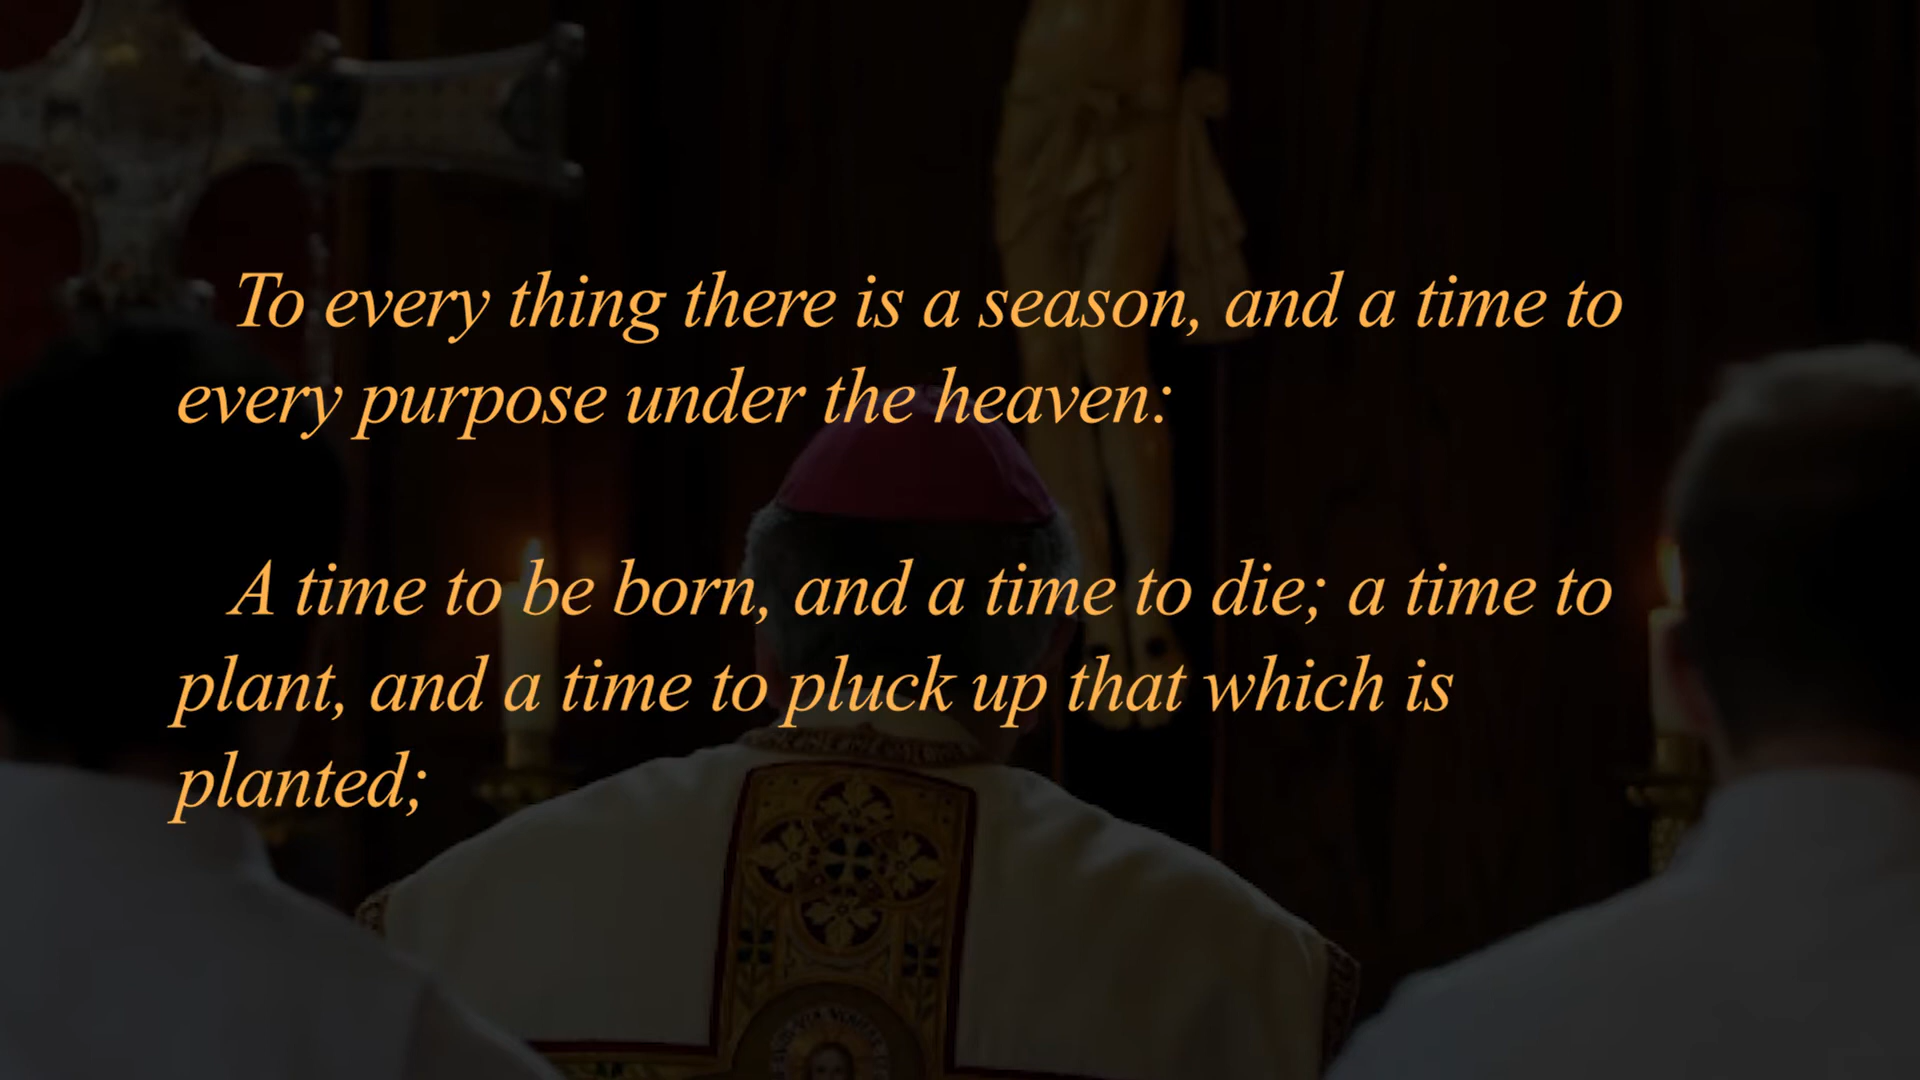 To every thing there is a season, and a time to
every purpose under the heaven:
A time to be born, and a time to die; a time to
plant, and a time to pluck up that which is
planted;